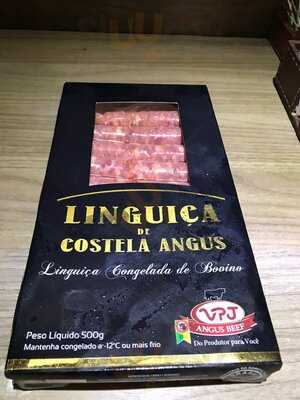 LINGUIÇA
DE
COSTELA ANGUS
Linguiça Congelada de Bovino
VPJ
ANGUS BEEF
Peso Líquido 500g
Do Produtor para Você
Mantenha congelado a -12°C ou mais frio